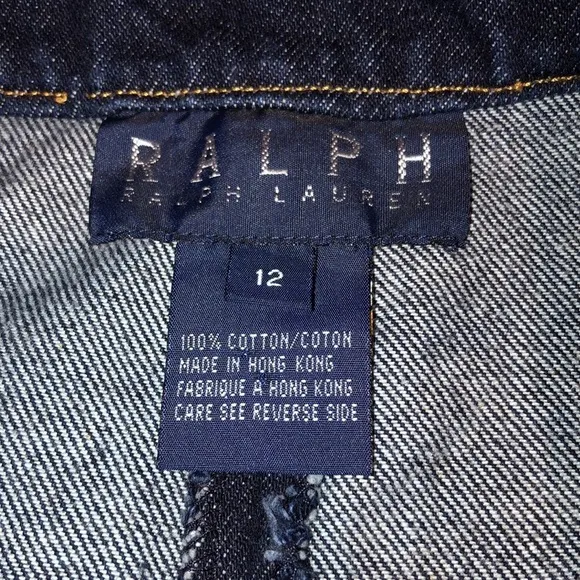 RALPH
RALPH LAUREN
12
100% COTTON/COTON
MADE IN HONG KONG
FABRIQUE A HONG KONG
CARE SEE REVERSE SIDE